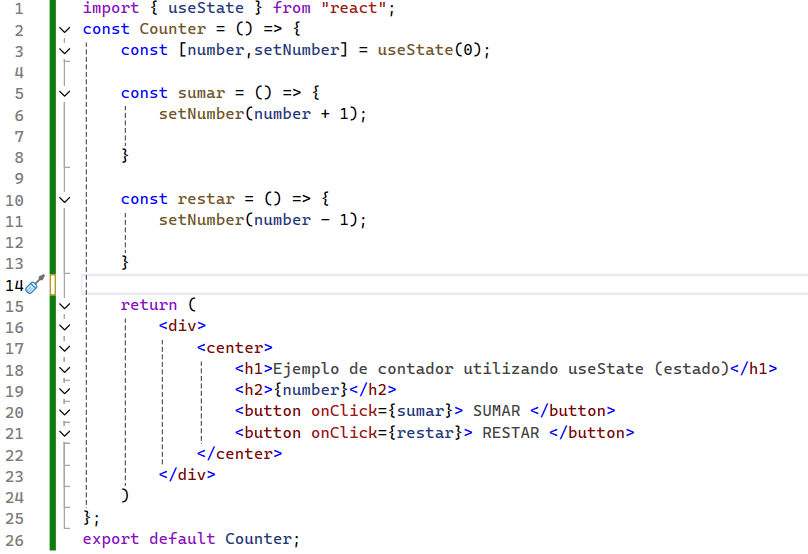 1 import { useState } from "react";
2 const Counter = () => {
3 const [number,setNumber] = useState(0);
4
5 const sumar = () => {
6 setNumber(number + 1);
7
8 }
9
10 const restar = () => {
11 setNumber(number - 1);
12
13 }
14
15 return (
16 <div>
17 <center>
18 <h1>Ejemplo de contador utilizando useState (estado)</h1>
19 <h2>{number}</h2>
20 <button onClick={sumar}> SUMAR </button>
21 <button onClick={restar}> RESTAR </button>
22 </center>
23 </div>
24 )
25 };
26 export default Counter;